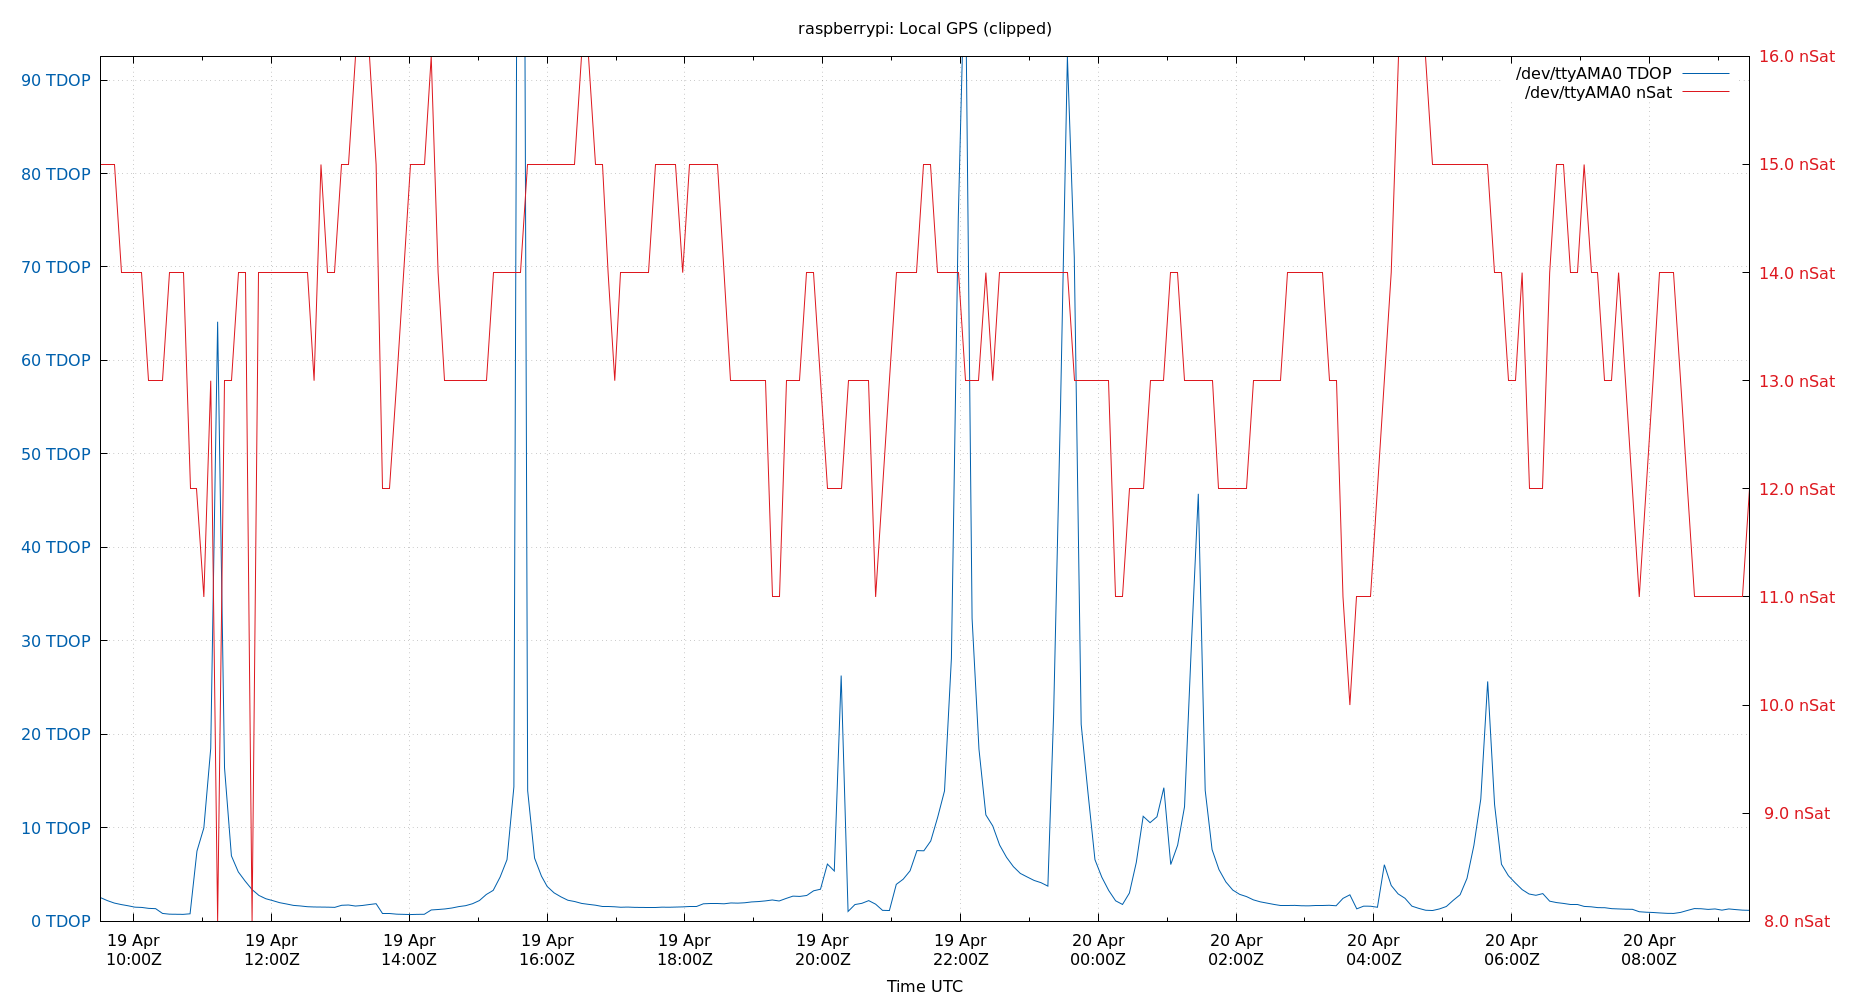 raspberrypi: Local GPS (clipped)
/dev/ttyAMA0 TDOP
/dev/ttyAMA0 nSat
90 TDOP
80 TDOP
70 TDOP
60 TDOP
50 TDOP
40 TDOP
30 TDOP
20 TDOP
10 TDOP
0 TDOP
16.0 nSat
15.0 nSat
14.0 nSat
13.0 nSat
12.0 nSat
11.0 nSat
10.0 nSat
9.0 nSat
8.0 nSat
19 Apr
10:00Z
19 Apr
12:00Z
19 Apr
14:00Z
19 Apr
16:00Z
19 Apr
18:00Z
19 Apr
20:00Z
19 Apr
22:00Z
20 Apr
00:00Z
20 Apr
02:00Z
20 Apr
04:00Z
20 Apr
06:00Z
20 Apr
08:00Z
Time UTC